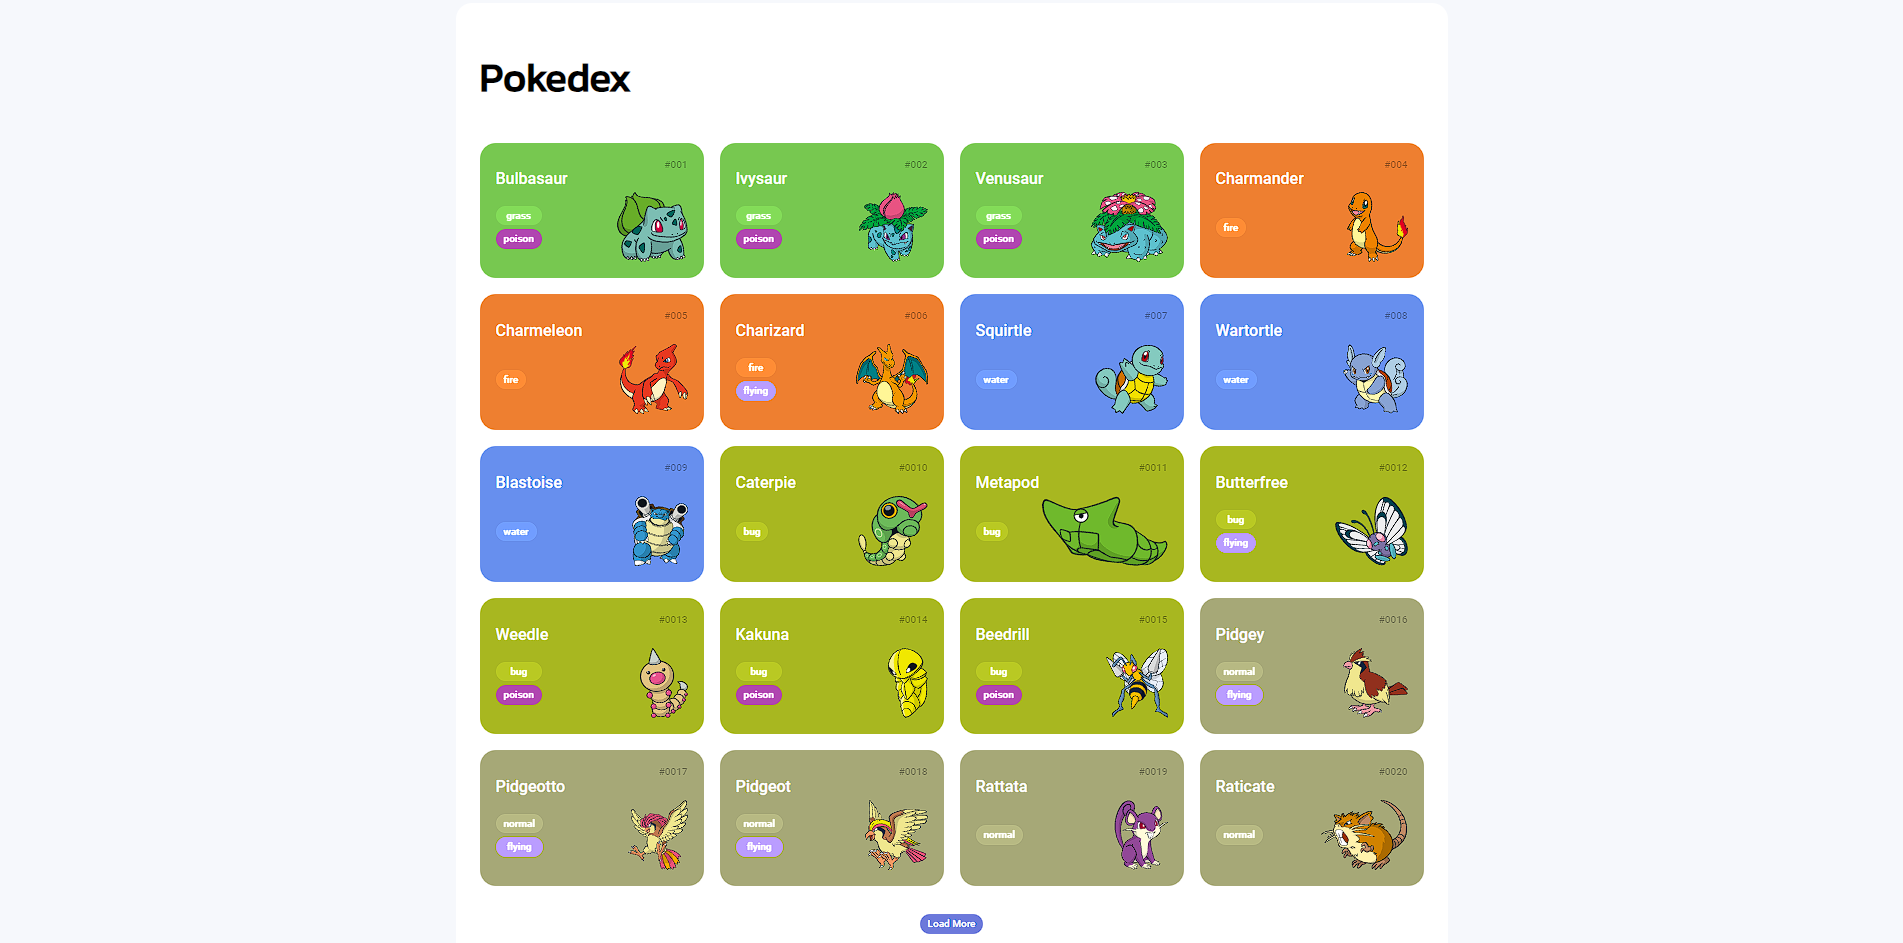 Pokedex
#001
Bulbasaur
grass
poison
#002
Ivysaur
grass
poison
#003
Venusaur
grass
poison
#004
Charmander
fire
#005
Charmeleon
fire
#006
Charizard
fire
flying
#007
Squirtle
water
#008
Wartortle
water
#009
Blastoise
water
#0010
Caterpie
bug
#0011
Metapod
bug
#0012
Butterfree
bug
flying
#0013
Weedle
bug
poison
#0014
Kakuna
bug
poison
#0015
Beedrill
bug
poison
#0016
Pidgey
normal
flying
#0017
Pidgeotto
normal
flying
#0018
Pidgeot
normal
flying
#0019
Rattata
normal
#0020
Raticate
normal
Load More